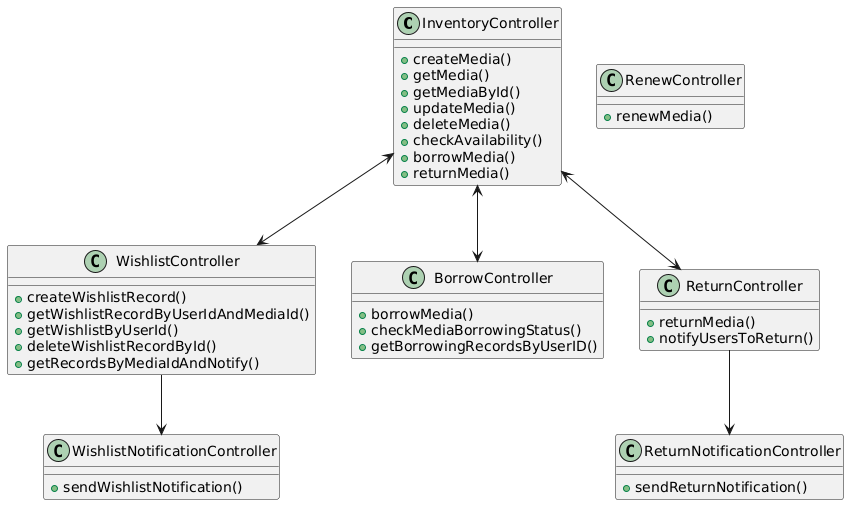 C InventoryController
createMedia()
getMedia()
getMediaById()
updateMedia()
deleteMedia()
checkAvailability()
borrowMedia()
returnMedia()
C RenewController
renewMedia()
C WishlistController
createWishlistRecord()
getWishlistRecordByUserIdAndMediaId()
getWishlistByUserId()
deleteWishlistRecordById()
getRecordsByMediaIdAndNotify()
C BorrowController
borrowMedia()
checkMediaBorrowingStatus()
getBorrowingRecordsByUserID()
C ReturnController
returnMedia()
notifyUsersToReturn()
C WishlistNotificationController
sendWishlistNotification()
C ReturnNotificationController
sendReturnNotification()